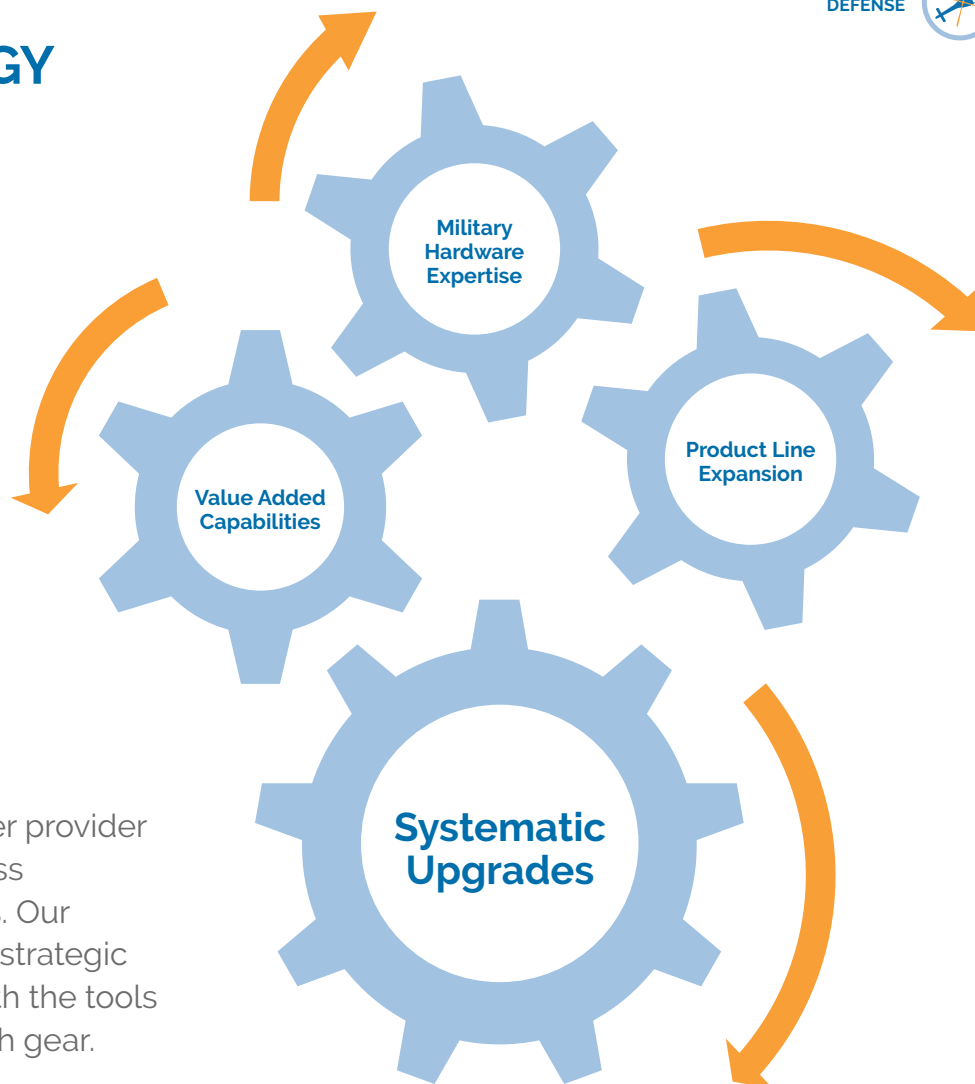 DEFENSE
GY
Military
Hardware
Expertise
Product Line
Expansion
Value Added
Capabilities
Systematic
Upgrades
er provider
ss
. Our
strategic
th the tools
h gear.